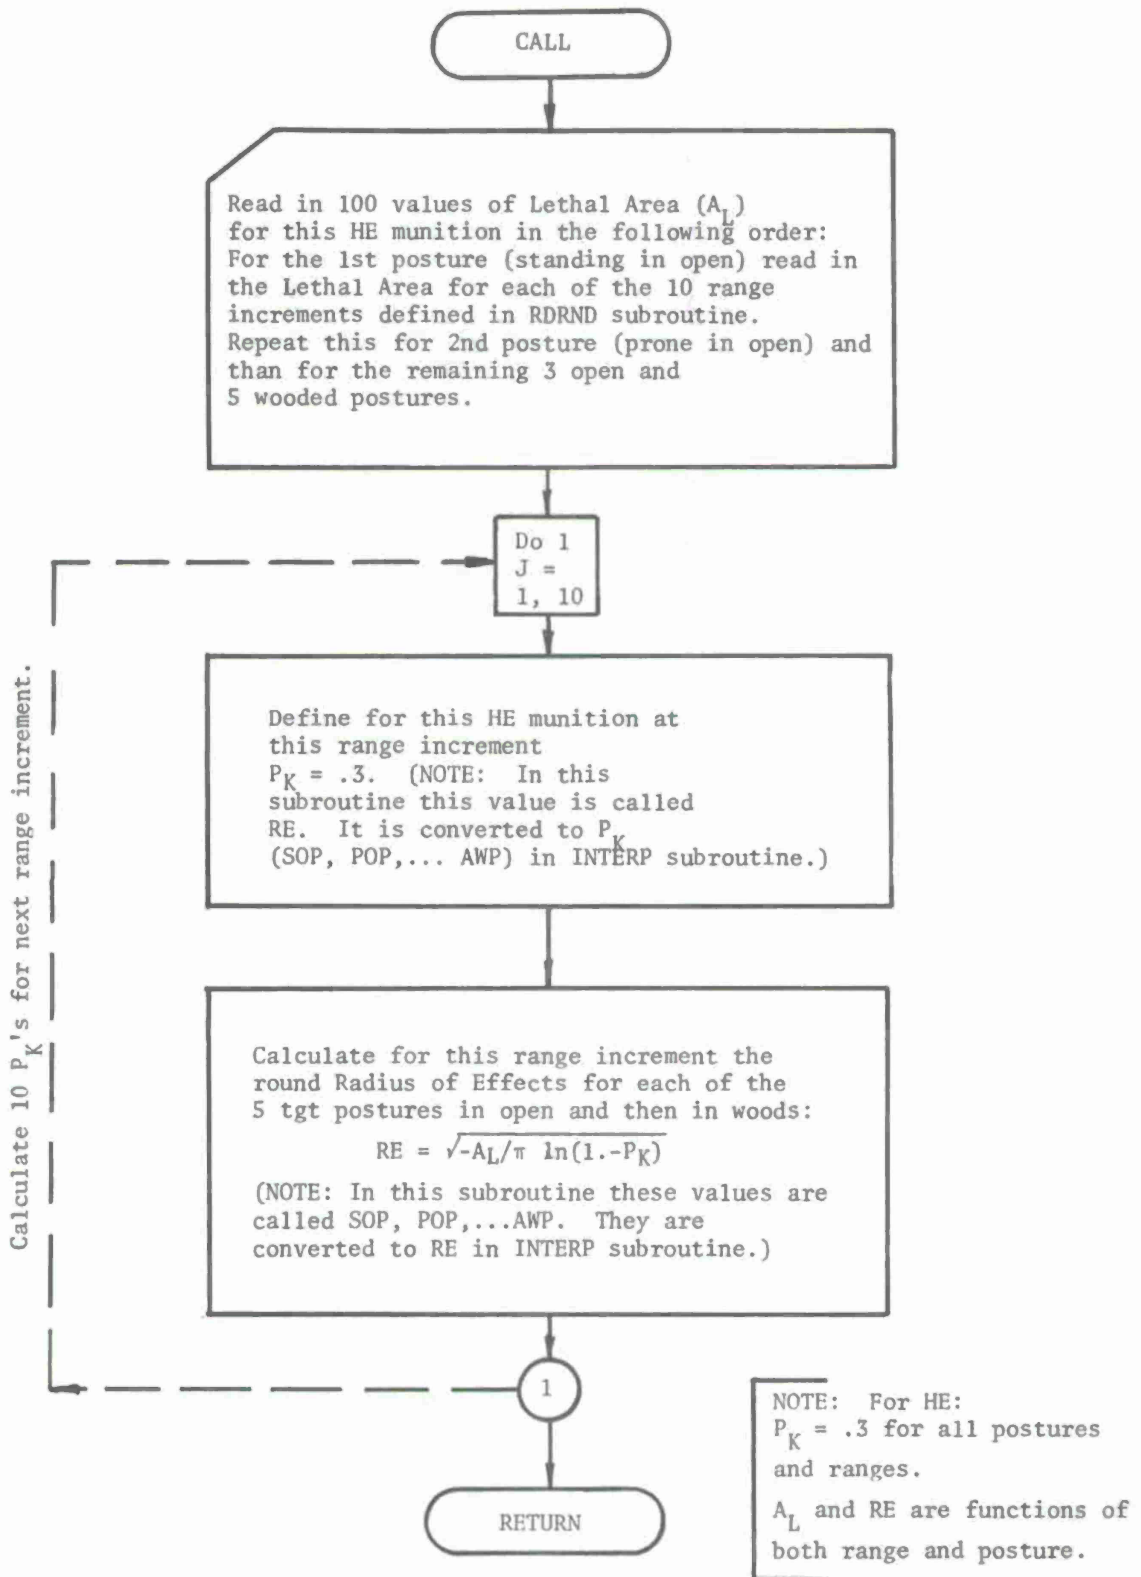 CALL
Read in 100 values of Lethal Area (A_L)
for this HE munition in the following order:
For the 1st posture (standing in open) read in
the Lethal Area for each of the 10 range
increments defined in RDRND subroutine.
Repeat this for 2nd posture (prone in open) and
than for the remaining 3 open and
5 wooded postures.
Do 1
J =
1, 10
Define for this HE munition at
this range increment
P_K = .3. (NOTE: In this
subroutine this value is called
RE. It is converted to P_K
(SOP, POP,... AWP) in INTERP subroutine.)
Calculate for this range increment the
round Radius of Effects for each of the
5 tgt postures in open and then in woods:
RE = √-A_L/π ln(1.-P_K)
(NOTE: In this subroutine these values are
called SOP, POP,...AWP. They are
converted to RE in INTERP subroutine.)
Calculate 10 P_K's for next range increment.
1
RETURN
NOTE: For HE:
P_K = .3 for all postures
and ranges.
A_L and RE are functions of
both range and posture.